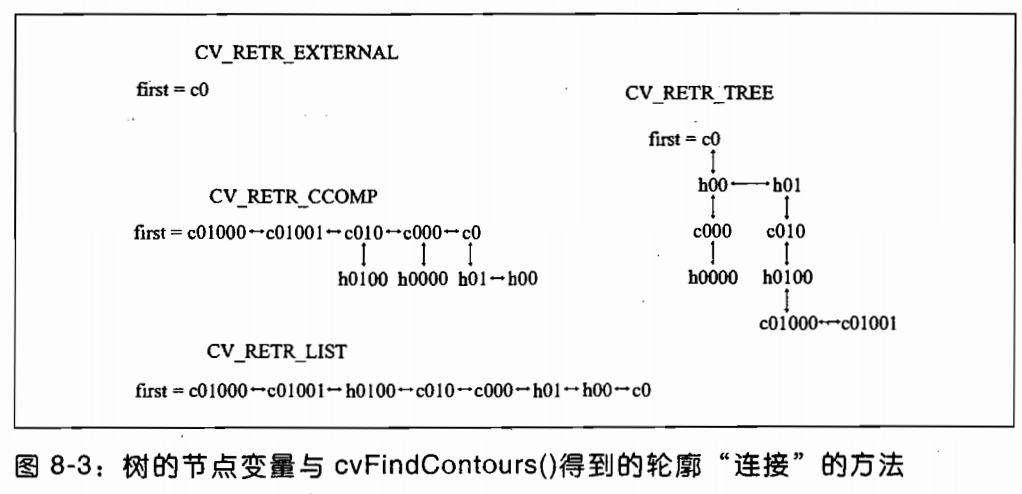 CV_RETR_EXTERNAL
first = c0
CV_RETR_CCOMP
first = c01000↔c01001↔c010↔c000↔c0
h0100 h0000 h01↔h00
CV_RETR_LIST
first = c01000↔c01001↔h0100↔c010↔c000↔h01↔h00↔c0
CV_RETR_TREE
first = c0
h00↔h01
c000 c010
h0000 h0100
c01000↔c01001
图 8-3：树的节点变量与 cvFindContours()得到的轮廓“连接”的方法